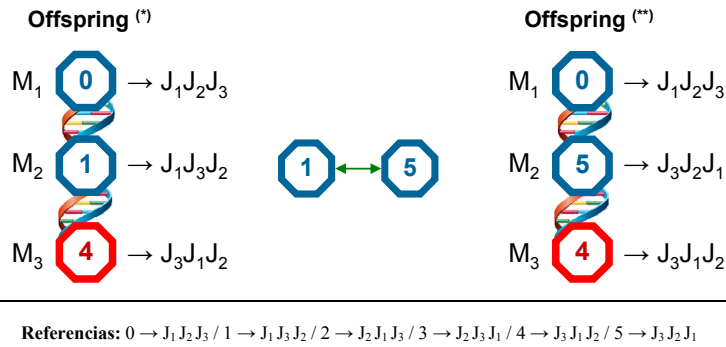 Offspring (*) Offspring (**)
M₁ 0 → J₁J₂J₃ M₁ 0 → J₁J₂J₃
M₂ 1 → J₁J₃J₂ 1 5 M₂ 5 → J₃J₂J₁
M₃ 4 → J₃J₁J₂ M₃ 4 → J₃J₁J₂
Referencias: 0 → J₁ J₂ J₃ / 1 → J₁ J₃ J₂ / 2 → J₂ J₁ J₃ / 3 → J₂ J₃ J₁ / 4 → J₃ J₁ J₂ / 5 → J₃ J₂ J₁